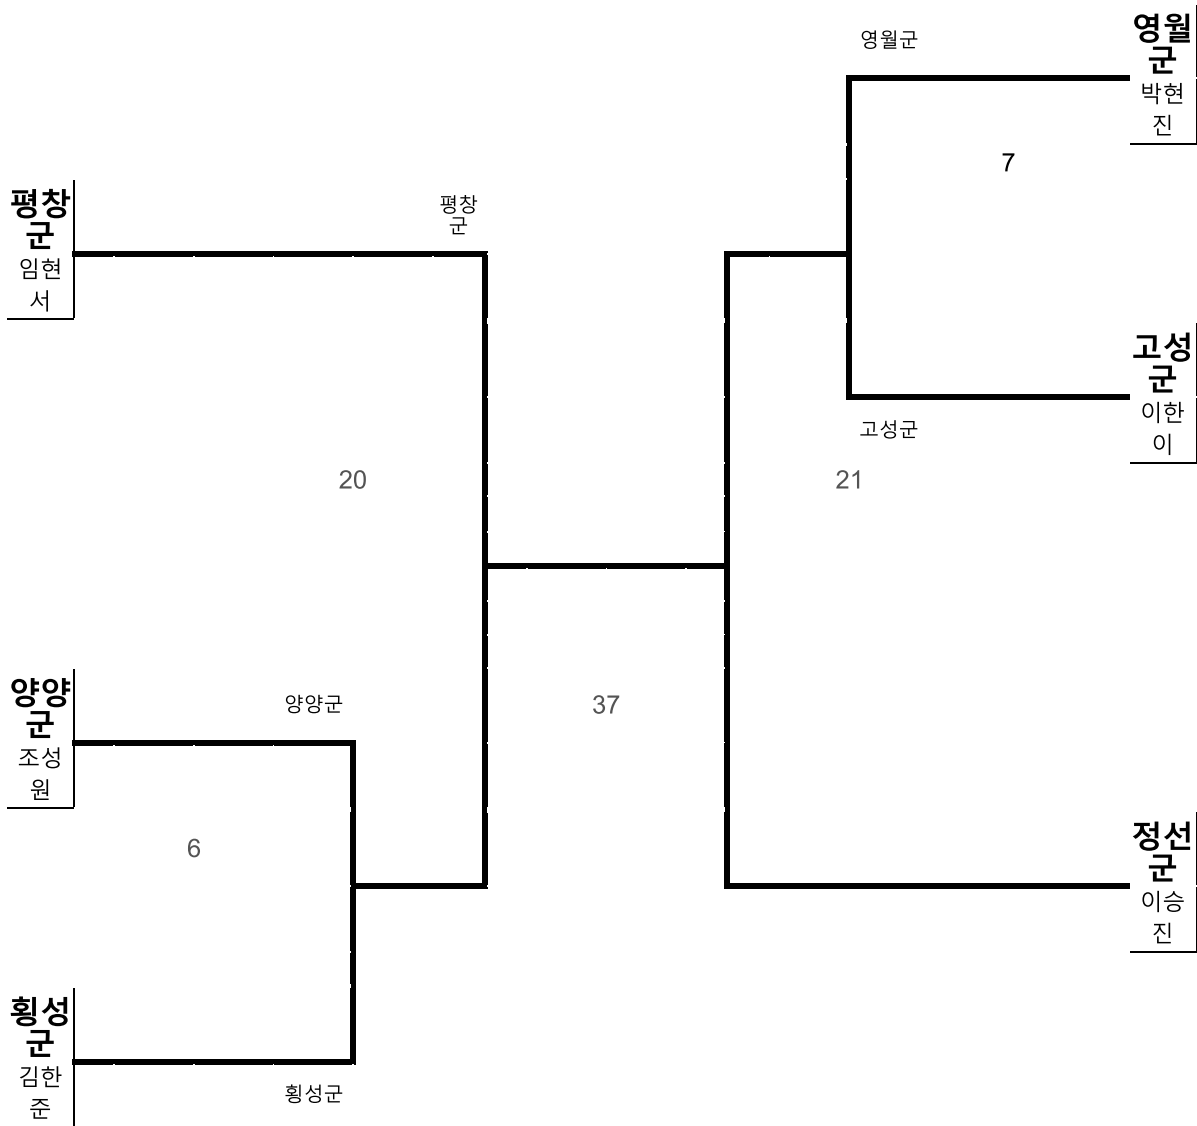 영월군
영월
군
박현
진
7
평창
군
임현
서
평창
군
고성
군
이한
이
고성군
20
21
양양
군
조성
원
양양군
37
6
정선
군
이승
진
횡성
군
김한
준
횡성군